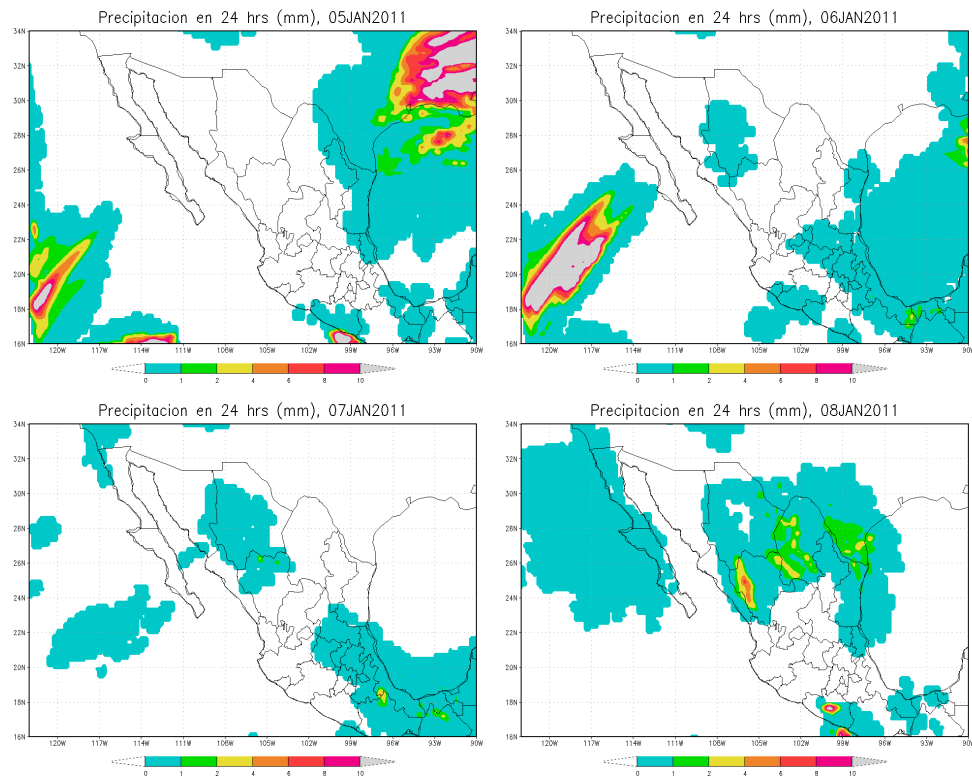 Precipitacion en 24 hrs (mm), 05JAN2011
34N
32N
30N
28N
26N
24N
22N
20N
18N
16N
120W 117W 114W 111W 108W 105W 102W 99W 96W 93W 90W
0 1 2 4 6 8 10
Precipitacion en 24 hrs (mm), 06JAN2011
34N
32N
30N
28N
26N
24N
22N
20N
18N
16N
120W 117W 114W 111W 108W 105W 102W 99W 96W 93W 90W
0 1 2 4 6 8 10
Precipitacion en 24 hrs (mm), 07JAN2011
34N
32N
30N
28N
26N
24N
22N
20N
18N
16N
120W 117W 114W 111W 108W 105W 102W 99W 96W 93W 90W
0 1 2 4 6 8 10
Precipitacion en 24 hrs (mm), 08JAN2011
34N
32N
30N
28N
26N
24N
22N
20N
18N
16N
120W 117W 114W 111W 108W 105W 102W 99W 96W 93W 90W
0 1 2 4 6 8 10